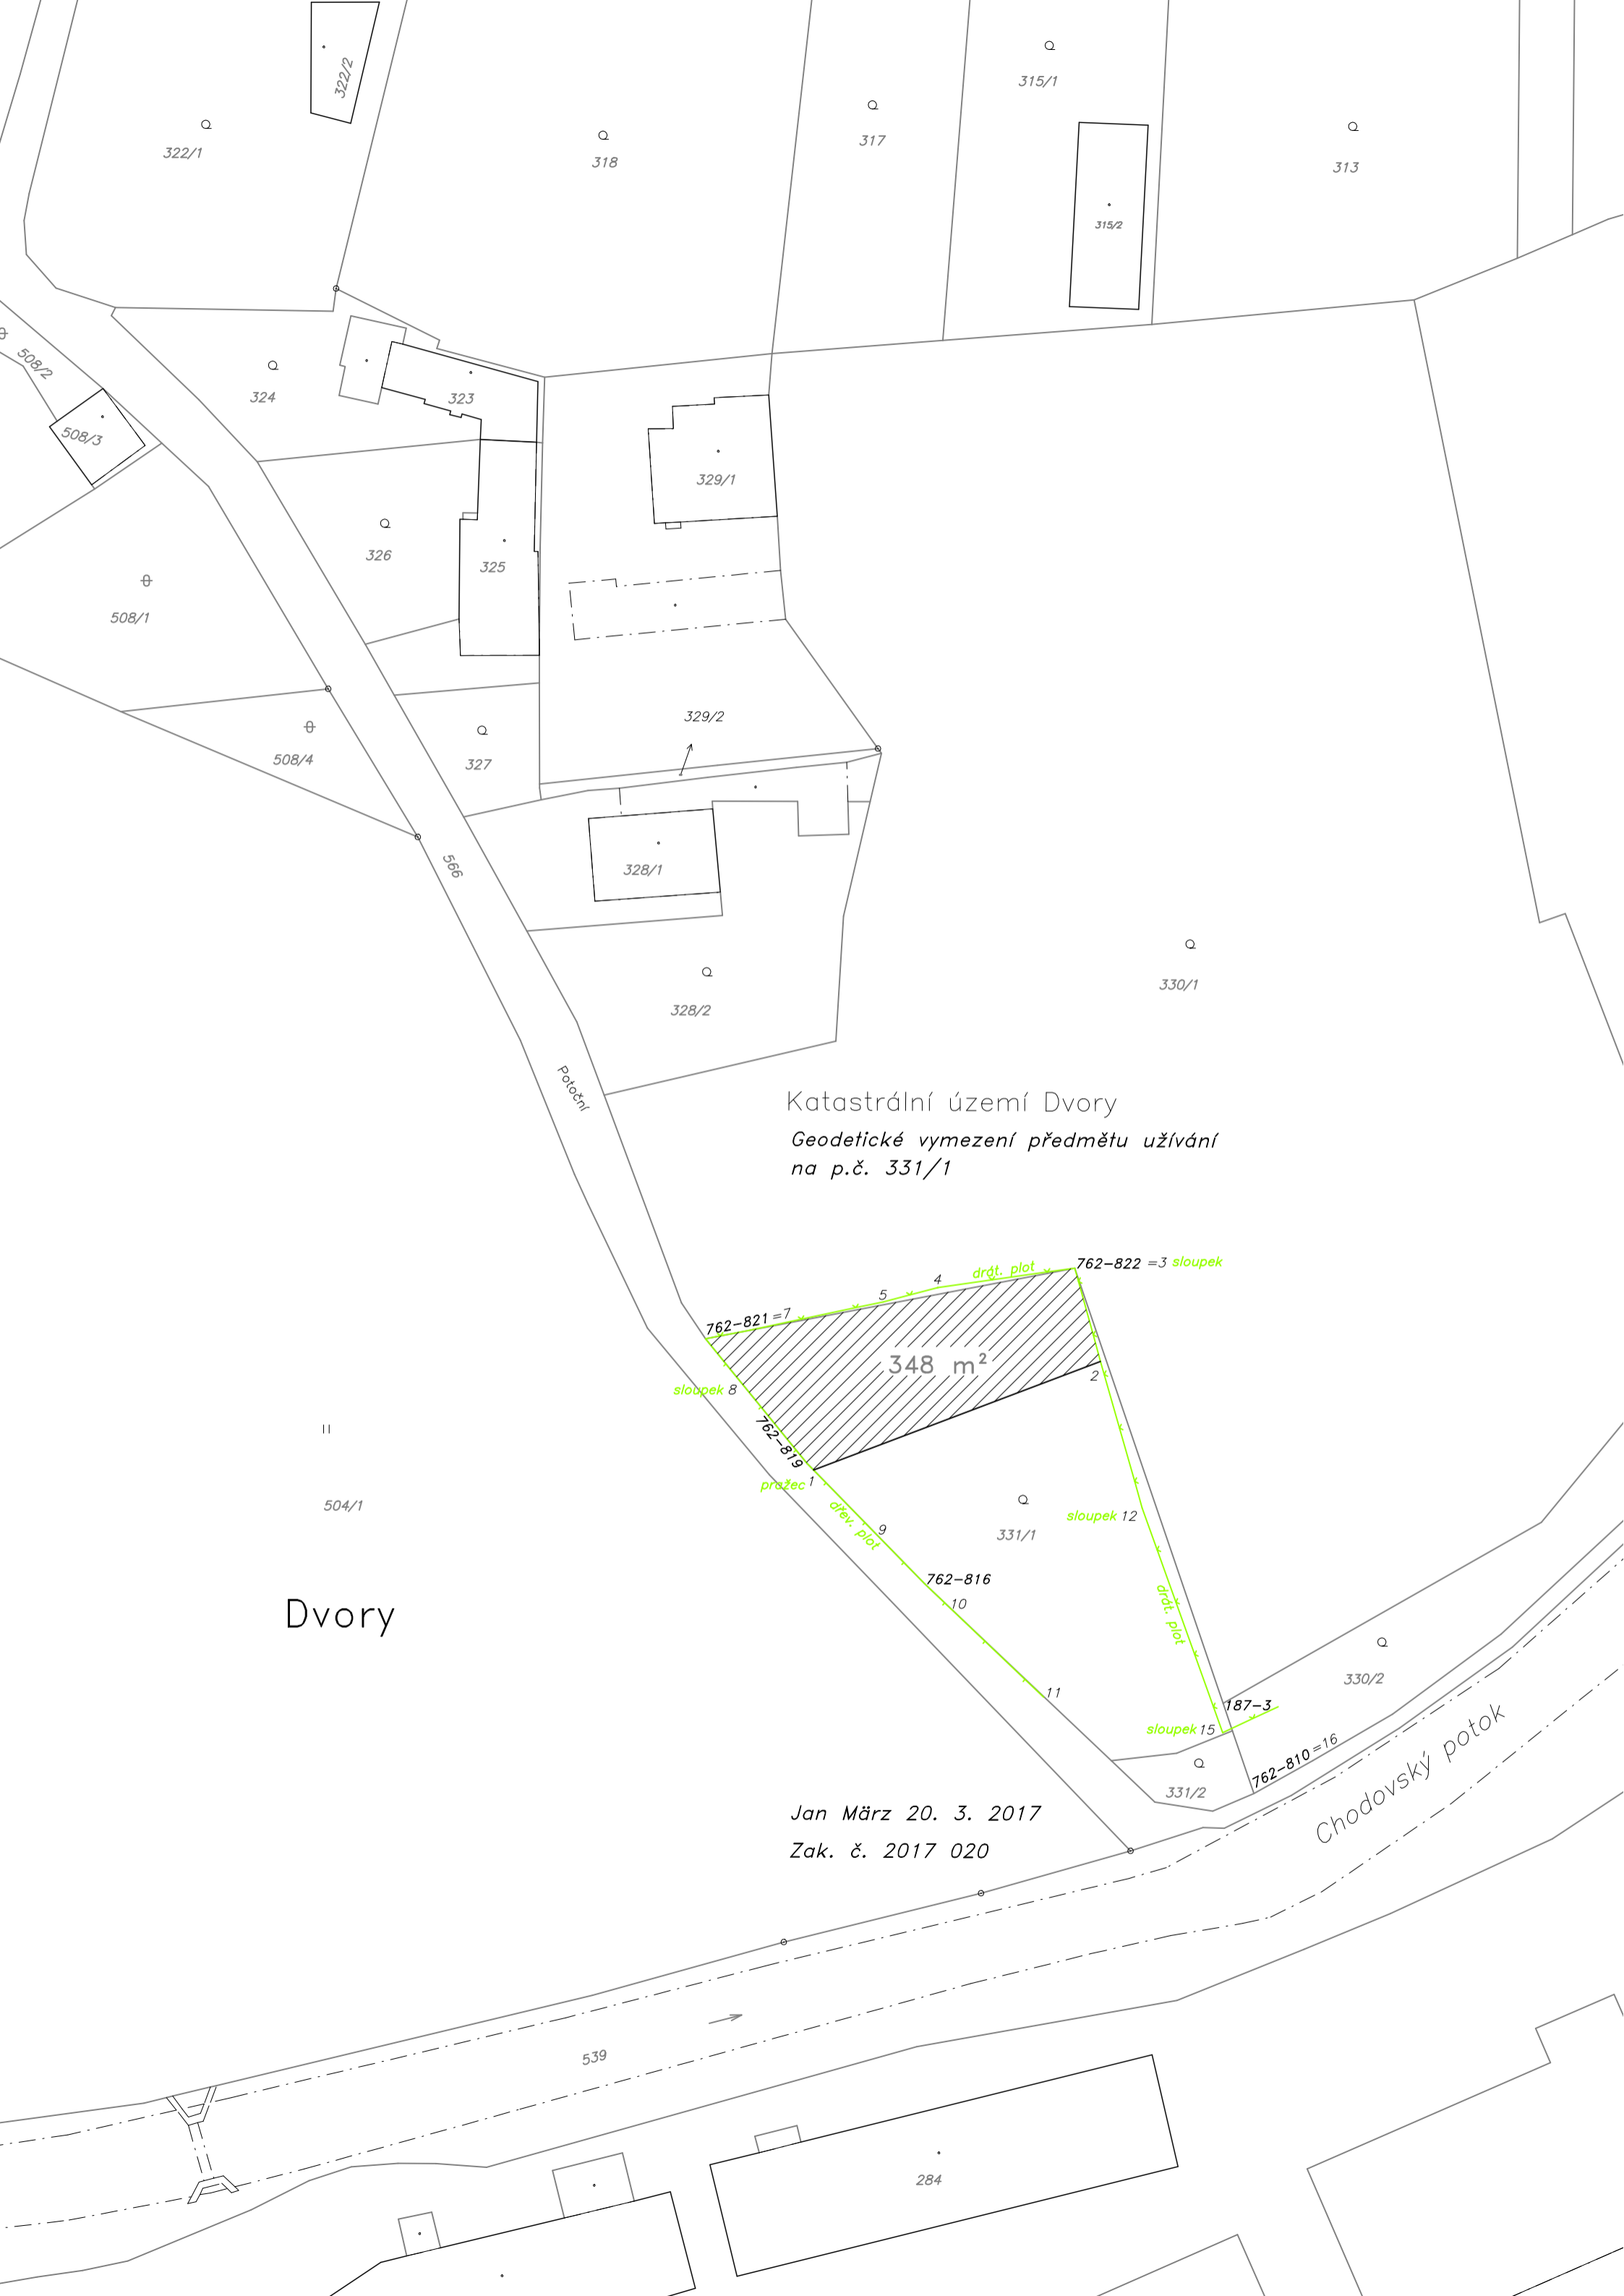 315/1
322/2
322/1
318
317
313
315/2
508/2
324
323
508/3
329/1
326
325
508/1
329/2
508/4
327
566
328/1
330/1
328/2
Potoční
Katastrální území Dvory
Geodetické vymezení předmětu užívání
na p.č. 331/1
762-822 =3 sloupek
drát. plot
4
5
762-821 =7
348 m²
2
sloupek 8
762-819
pražec 1
504/1
dřev. plot
9
331/1
sloupek 12
762-816
10
Dvory
drát. plot
330/2
11
187-3
sloupek 15
762-810=16
Chodovský potok
331/2
Jan März 20. 3. 2017
Zak. č. 2017 020
539
284